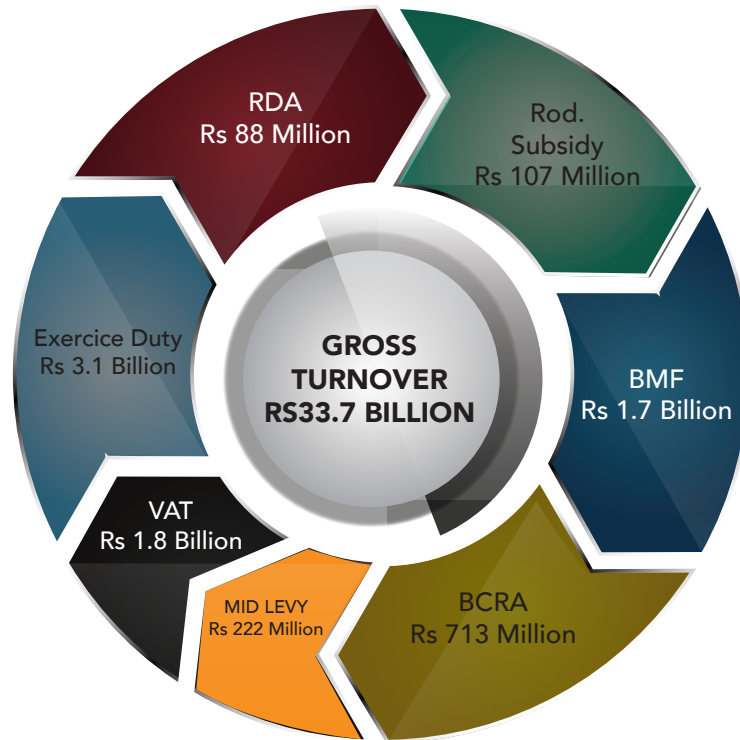 RDA
Rs 88 Million
Rod.
Subsidy
Rs 107 Million
Exercice Duty
Rs 3.1 Billion
GROSS
TURNOVER
RS33.7 BILLION
BMF
Rs 1.7 Billion
VAT
Rs 1.8 Billion
MID LEVY
Rs 222 Million
BCRA
Rs 713 Million